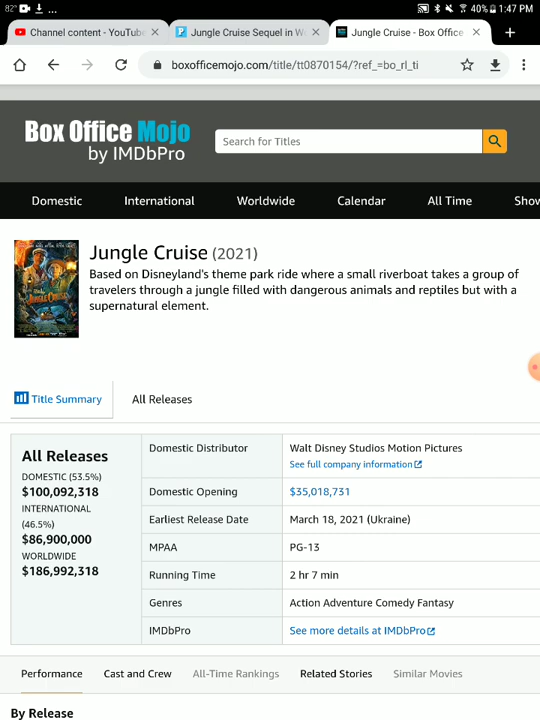 82° ... 40% 1:47 PM
Channel content - YouTube
Jungle Cruise Sequel in W
Jungle Cruise - Box Office
boxofficemojo.com/title/tt0870154/?ref_=bo_rl_ti
Box Office Mojo
by IMDbPro
Search for Titles
Domestic International Worldwide Calendar All Time Show
Jungle Cruise (2021)
Based on Disneyland's theme park ride where a small riverboat takes a group of
travelers through a jungle filled with dangerous animals and reptiles but with a
supernatural element.
JUNGLE CRUISE
Title Summary All Releases
All Releases
DOMESTIC (53.5%)
$100,092,318
INTERNATIONAL
(46.5%)
$86,900,000
WORLDWIDE
$186,992,318
Domestic Distributor Walt Disney Studios Motion Pictures
See full company information
Domestic Opening $35,018,731
Earliest Release Date March 18, 2021 (Ukraine)
MPAA PG-13
Running Time 2 hr 7 min
Genres Action Adventure Comedy Fantasy
IMDbPro See more details at IMDbPro
Performance Cast and Crew All-Time Rankings Related Stories Similar Movies
By Release